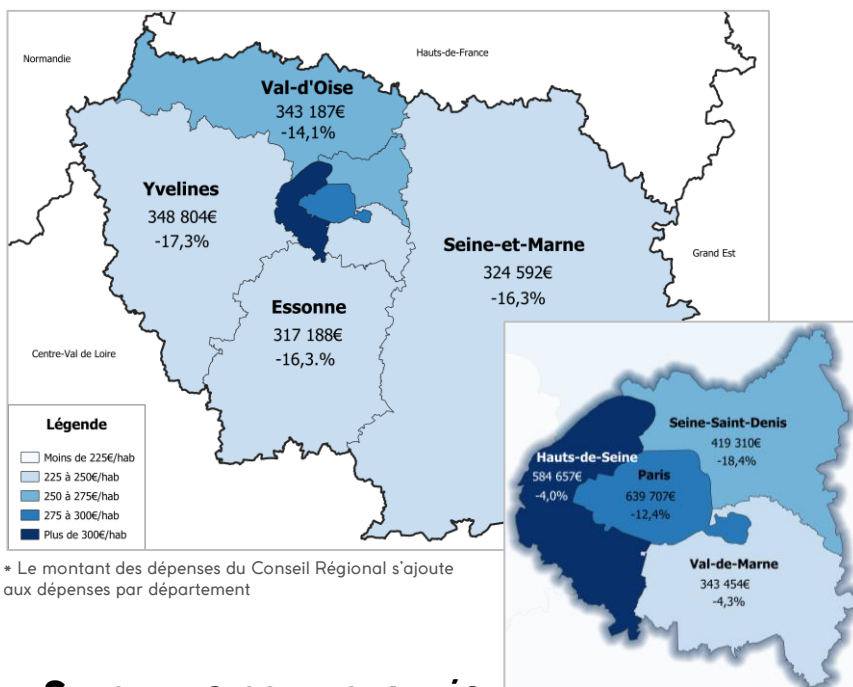 Normandie
Hauts-de-France
Val-d'Oise
343 187€
-14,1%
Yvelines
348 804€
-17,3%
Seine-et-Marne
324 592€
-16,3%
Grand Est
Essonne
317 188€
-16,3.%
Centre-Val de Loire
Légende
Moins de 225€/hab
225 à 250€/hab
250 à 275€/hab
275 à 300€/hab
Plus de 300€/hab
Seine-Saint-Denis
419 310€
-18,4%
Hauts-de-Seine
584 657€
-4,0%
Paris
639 707€
-12,4%
Val-de-Marne
343 454€
-4,3%
* Le montant des dépenses du Conseil Régional s'ajoute
aux dépenses par département